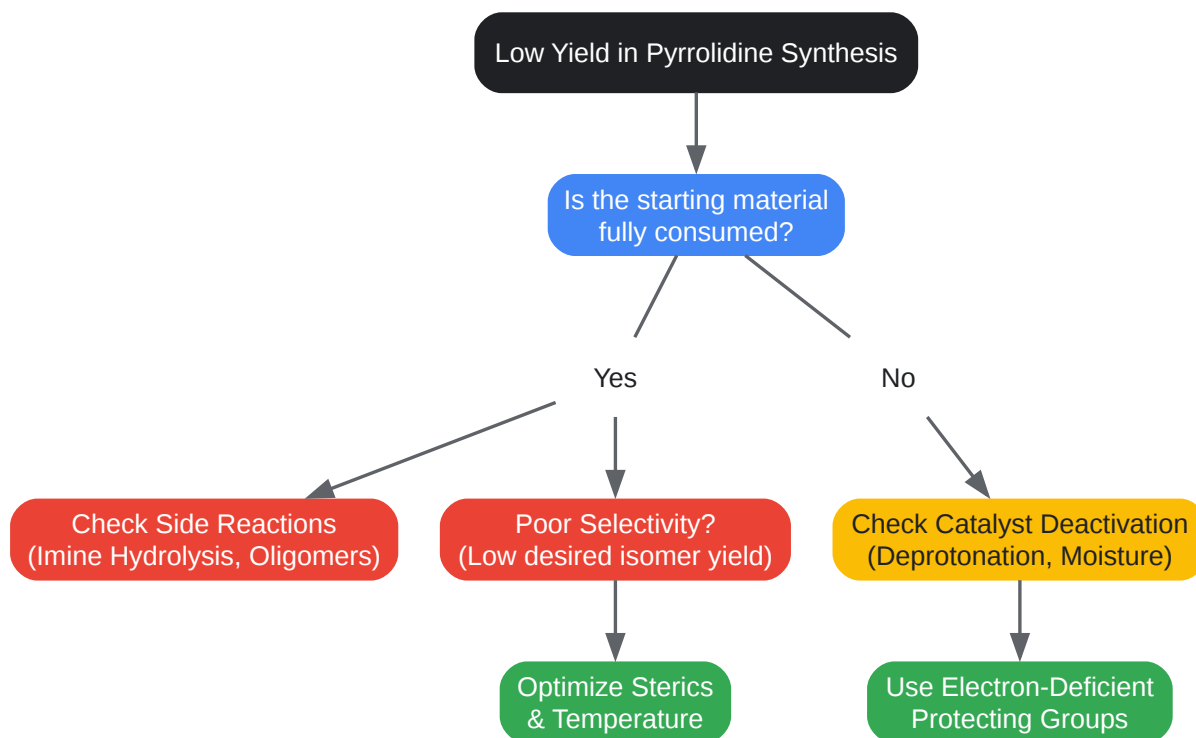 Low Yield in Pyrrolidine Synthesis
Is the starting material
fully consumed?
Yes
No
Check Side Reactions
(Imine Hydrolysis, Oligomers)
Poor Selectivity?
(Low desired isomer yield)
Check Catalyst Deactivation
(Deprotonation, Moisture)
Optimize Sterics
& Temperature
Use Electron-Deficient
Protecting Groups